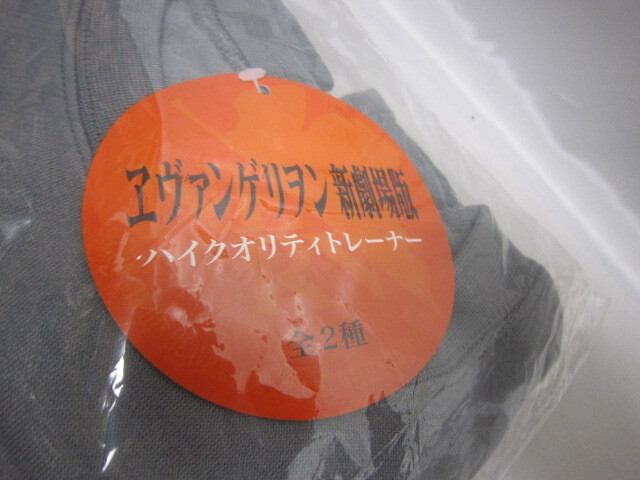 ヱヴァンゲリヲン新劇場版
ハイクオリティトレーナー
全2種